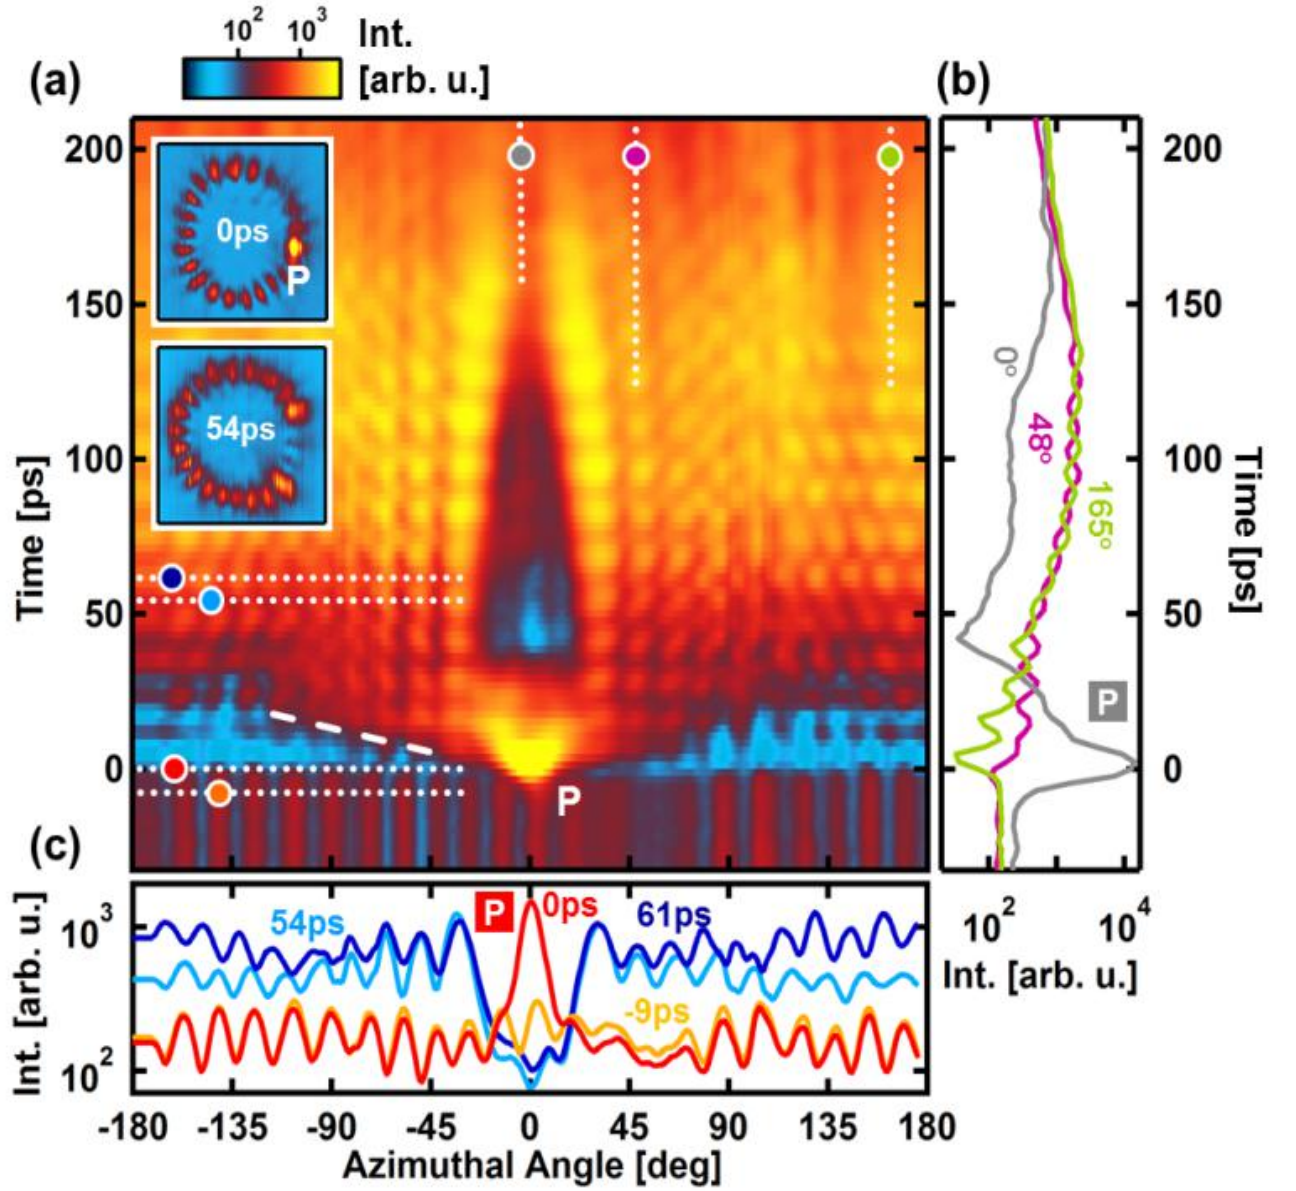 10² 10³ Int.
[arb. u.]
(a)
(b)
200
150
100
50
0
Time [ps]
0ps
P
54ps
P
0°
48°
165°
P
200
150
100
50
0
Time [ps]
10² 10⁴
Int. [arb. u.]
(c)
10³
10²
Int. [arb. u.]
54ps
P
0ps
61ps
-9ps
-180 -135 -90 -45 0 45 90 135 180
Azimuthal Angle [deg]